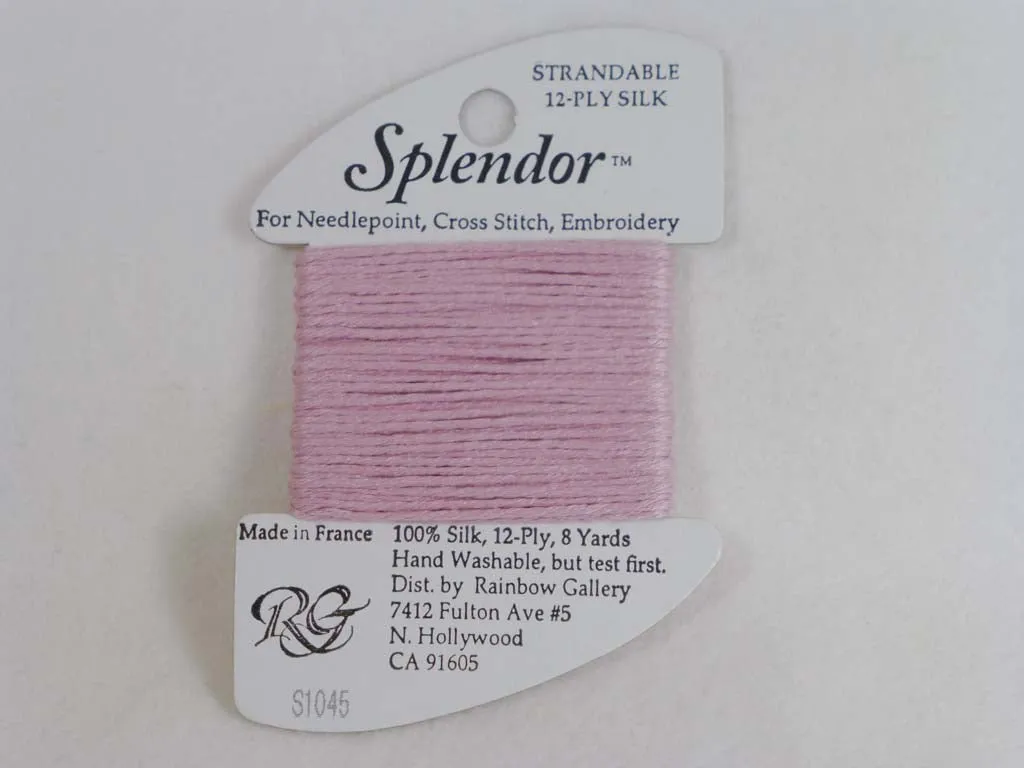 STRANDABLE
12-PLY SILK
Splendor™
For Needlepoint, Cross Stitch, Embroidery
Made in France
100% Silk, 12-Ply, 8 Yards
Hand Washable, but test first.
Dist. by Rainbow Gallery
7412 Fulton Ave #5
N. Hollywood
CA 91605
RG
S1045